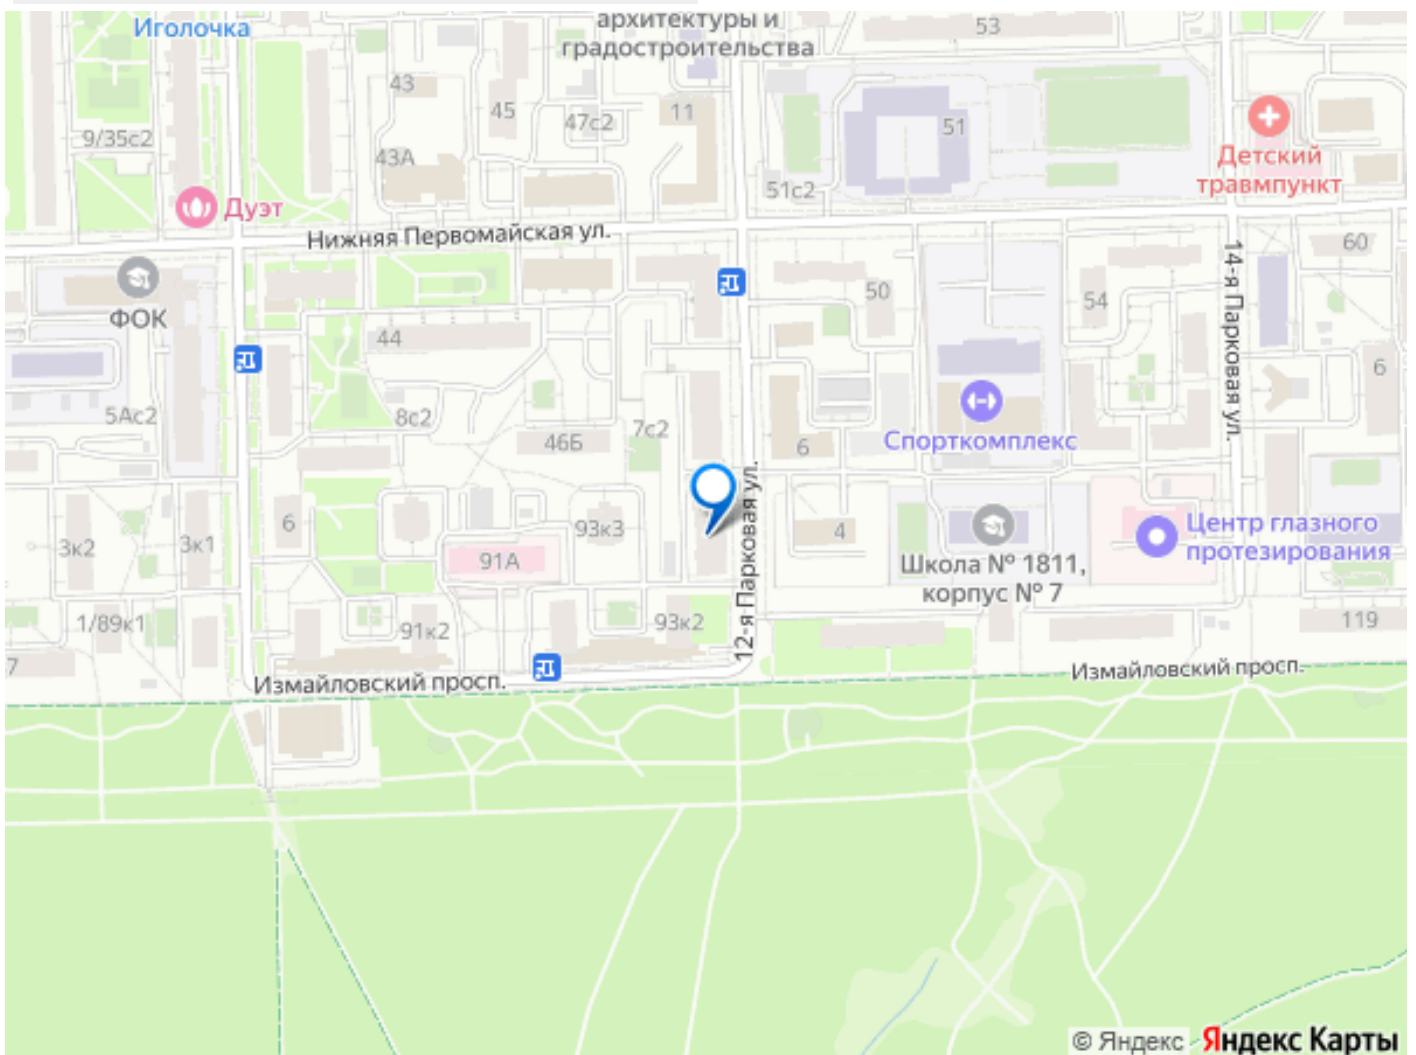 архитектуры и
градостроительства
Иголочка
53
43
45
47с2
11
51
9/35с2
43А
51с2
Детский
травмпункт
Дуэт
Нижняя Первомайская ул.
60
14-я Парковая ул.
50
54
ФОК
44
6
5Ас2
8с2
7с2
46Б
6
Спорткомплекс
12-я Парковая ул.
6
3к2
3к1
93к3
4
Центр глазного
протезирования
91А
Школа № 1811,
корпус № 7
1/89к1
91к2
93к2
119
7
Измайловский просп.
Измайловский просп.
© Яндекс
Яндекс Карты